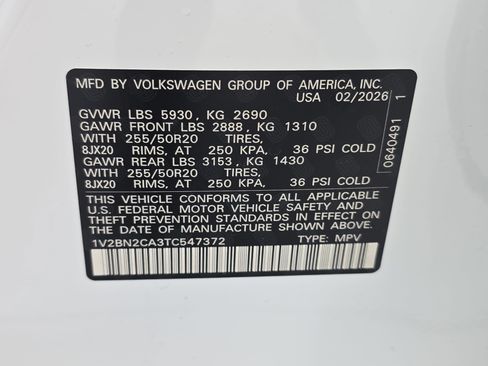 MFD BY VOLKSWAGEN GROUP OF AMERICA, INC.
USA 02/2026
GVWR LBS 5930, KG 2690
GAWR FRONT LBS 2888, KG 1310
WITH 255/50R20 TIRES,
8JX20 RIMS, AT 250 KPA, 36 PSI COLD
GAWR REAR LBS 3153, KG 1430
WITH 255/50R20 TIRES,
8JX20 RIMS, AT 250 KPA, 36 PSI COLD
THIS VEHICLE CONFORMS TO ALL APPLICABLE
U.S. FEDERAL MOTOR VEHICLE SAFETY AND
THEFT PREVENTION STANDARDS IN EFFECT ON
THE DATE OF MANUFACTURE SHOWN ABOVE
1V2BN2CA3TC547372 TYPE: MPV
0640491 1